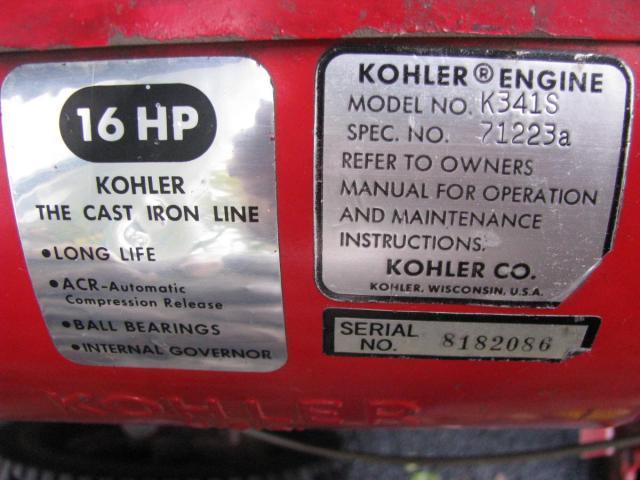 16 HP
KOHLER
THE CAST IRON LINE
•LONG LIFE
•ACR-Automatic
Compression Release
•BALL BEARINGS
•INTERNAL GOVERNOR
KOHLER® ENGINE
MODEL NO. K341S
SPEC. NO. 71223a
REFER TO OWNERS
MANUAL FOR OPERATION
AND MAINTENANCE
INSTRUCTIONS.
KOHLER CO.
KOHLER, WISCONSIN, U.S.A.
SERIAL
NO. 8182086
KOHLER